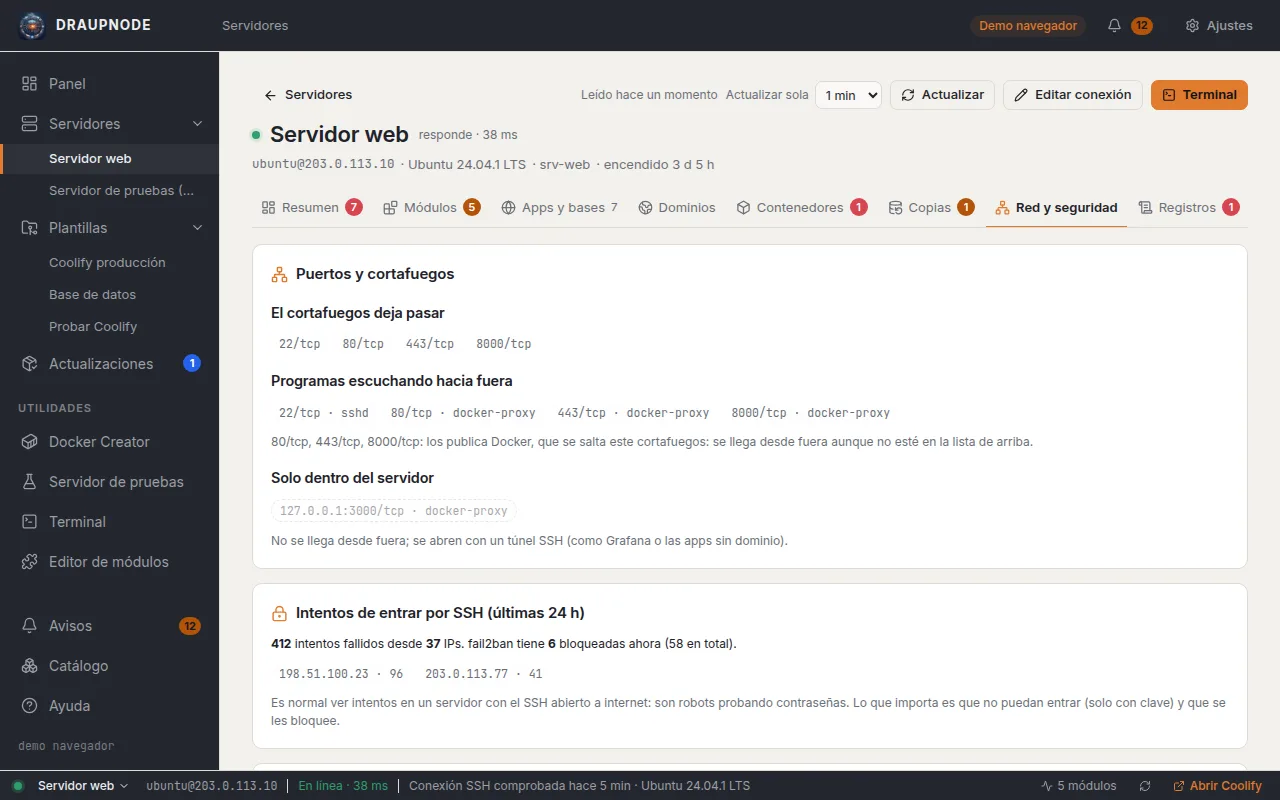 DRAUPNODE
Servidores
Demo navegador
12
Ajustes
Panel
Servidores
Servidor web
Servidor de pruebas (...
Plantillas
Coolify producción
Base de datos
Probar Coolify
Actualizaciones 1
UTILIDADES
Docker Creator
Servidor de pruebas
Terminal
Editor de módulos
Avisos 12
Catálogo
Ayuda
demo navegador
Servidores
Leído hace un momento
Actualizar sola
1 min
Actualizar
Editar conexión
Terminal
Servidor web responde · 38 ms
ubuntu@203.0.113.10 · Ubuntu 24.04.1 LTS · srv-web · encendido 3 d 5 h
Resumen 7
Módulos 5
Apps y bases 7
Dominios
Contenedores 1
Copias 1
Red y seguridad
Registros 1
Puertos y cortafuegos
El cortafuegos deja pasar
22/tcp 80/tcp 443/tcp 8000/tcp
Programas escuchando hacia fuera
22/tcp · sshd 80/tcp · docker-proxy 443/tcp · docker-proxy 8000/tcp · docker-proxy
80/tcp, 443/tcp, 8000/tcp: los publica Docker, que se salta este cortafuegos: se llega desde fuera aunque no esté en la lista de arriba.
Solo dentro del servidor
127.0.0.1:3000/tcp · docker-proxy
No se llega desde fuera; se abren con un túnel SSH (como Grafana o las apps sin dominio).
Intentos de entrar por SSH (últimas 24 h)
412 intentos fallidos desde 37 IPs. fail2ban tiene 6 bloqueadas ahora (58 en total).
198.51.100.23 · 96 203.0.113.77 · 41
Es normal ver intentos en un servidor con el SSH abierto a internet: son robots probando contraseñas. Lo que importa es que no puedan entrar (solo con clave) y que se
les bloquee.
Servidor web
ubuntu@203.0.113.10
En línea · 38 ms
Conexión SSH comprobada hace 5 min · Ubuntu 24.04.1 LTS
5 módulos
Abrir Coolify